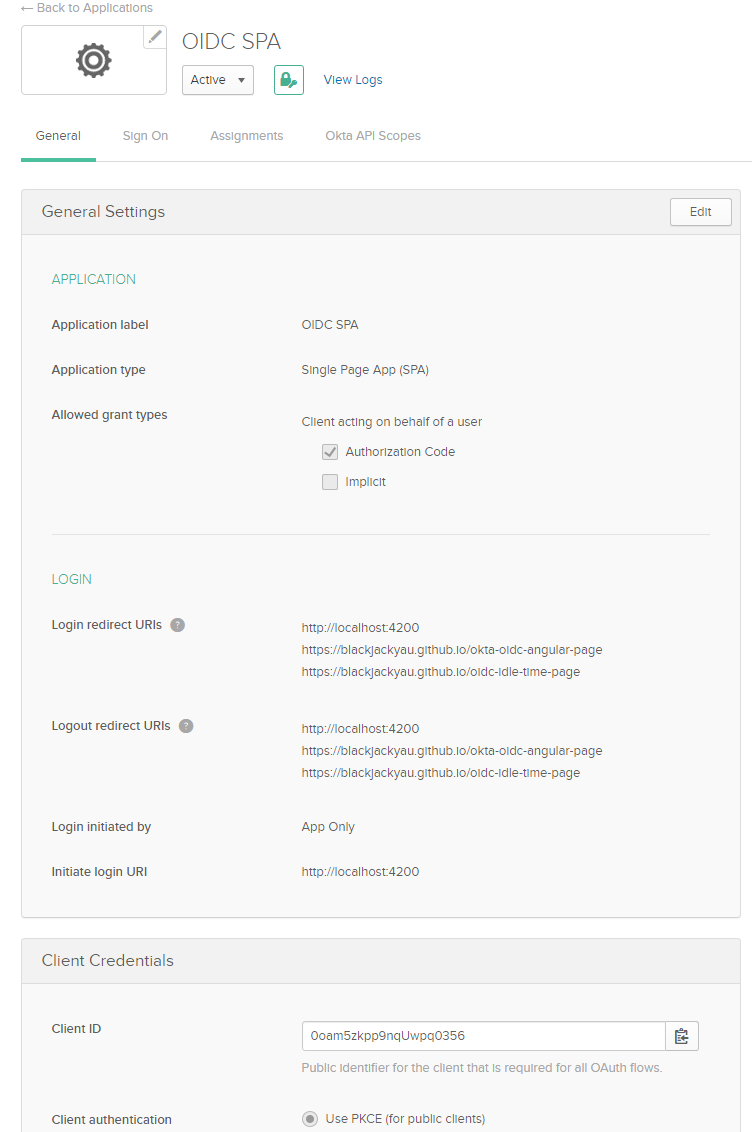 ← Back to Applications
OIDC SPA
Active
View Logs
General Sign On Assignments Okta API Scopes
General Settings Edit
APPLICATION
Application label OIDC SPA
Application type Single Page App (SPA)
Allowed grant types
Client acting on behalf of a user
Authorization Code
Implicit
LOGIN
Login redirect URIs ?
http://localhost:4200
https://blackjackyau.github.io/okta-oidc-angular-page
https://blackjackyau.github.io/oidc-idle-time-page
Logout redirect URIs ?
http://localhost:4200
https://blackjackyau.github.io/okta-oidc-angular-page
https://blackjackyau.github.io/oidc-idle-time-page
Login initiated by App Only
Initiate login URI http://localhost:4200
Client Credentials
Client ID
0oam5zkpp9nqUwpq0356
Public identifier for the client that is required for all OAuth flows.
Client authentication Use PKCE (for public clients)